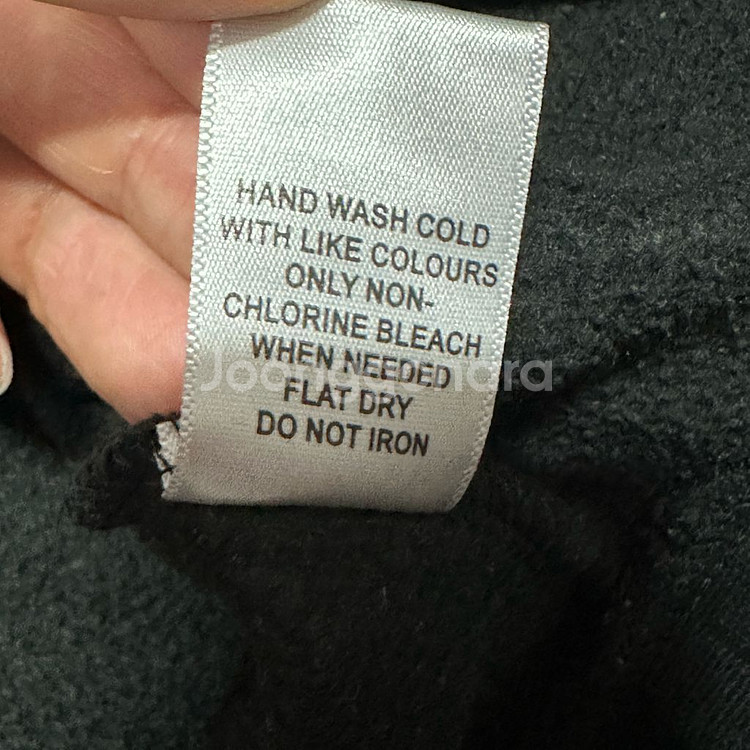 HAND WASH COLD
WITH LIKE COLOURS
ONLY NON-
CHLORINE BLEACH
WHEN NEEDED
FLAT DRY
DO NOT IRON